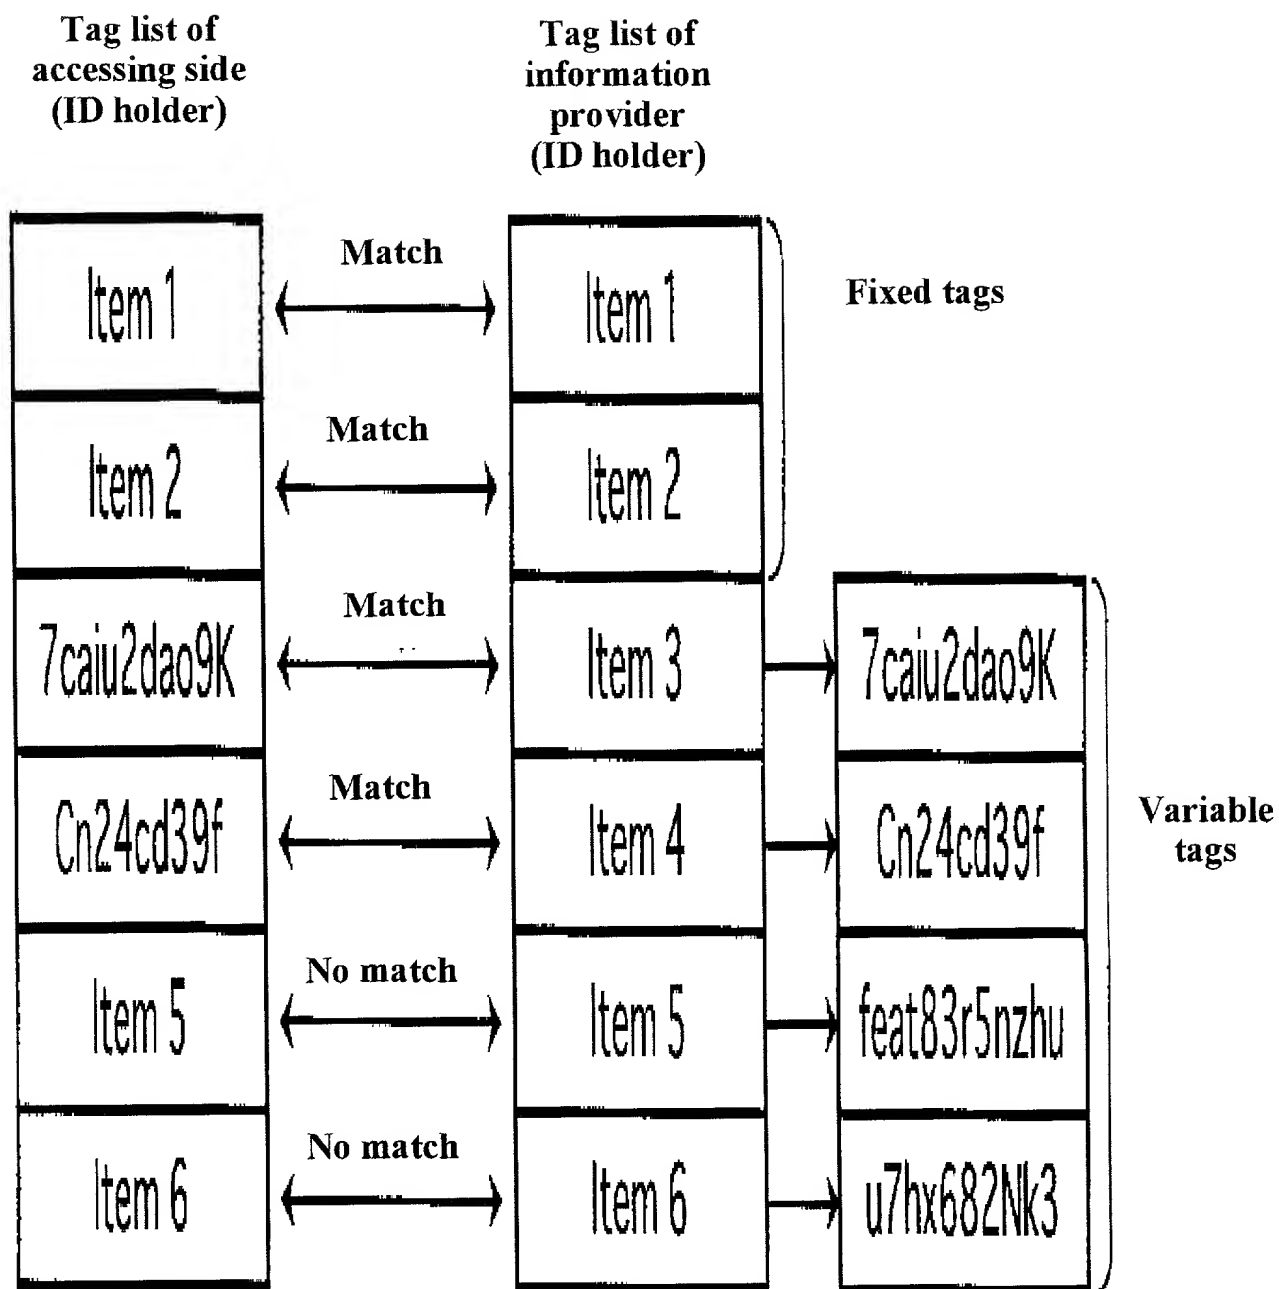 Tag list of
accessing side
(ID holder)
Tag list of
information
provider
(ID holder)
Item 1
Match
Item 1
Fixed tags
Item 2
Match
Item 2
7caiu2dao9K
Match
Item 3
7caiu2dao9K
Cn24cd39f
Match
Item 4
Cn24cd39f
Variable
tags
Item 5
No match
Item 5
feat83r5nzhu
Item 6
No match
Item 6
u7hx682Nk3